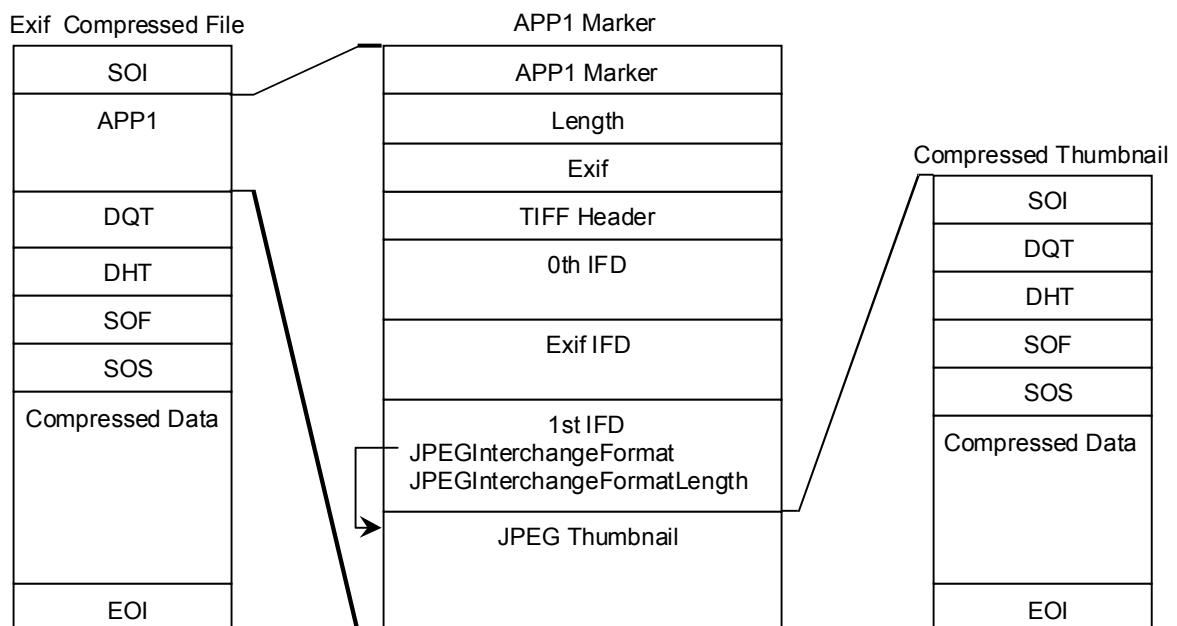 Exif Compressed File
SOI
APP1
DQT
DHT
SOF
SOS
Compressed Data
EOI
APP1 Marker
APP1 Marker
Length
Exif
TIFF Header
0th IFD
Exif IFD
1st IFD
JPEGInterchangeFormat
JPEGInterchangeFormatLength
JPEG Thumbnail
Compressed Thumbnail
SOI
DQT
DHT
SOF
SOS
Compressed Data
EOI